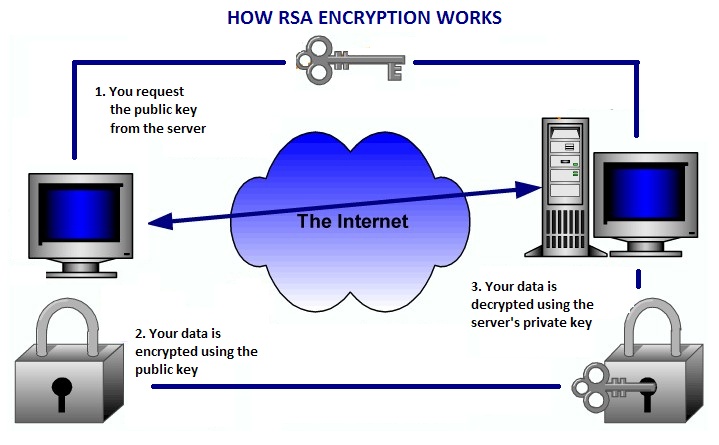 HOW RSA ENCRYPTION WORKS
1. You request
the public key
from the server
The Internet
3. Your data is
decrypted using the
server's private key
2. Your data is
encrypted using the
public key